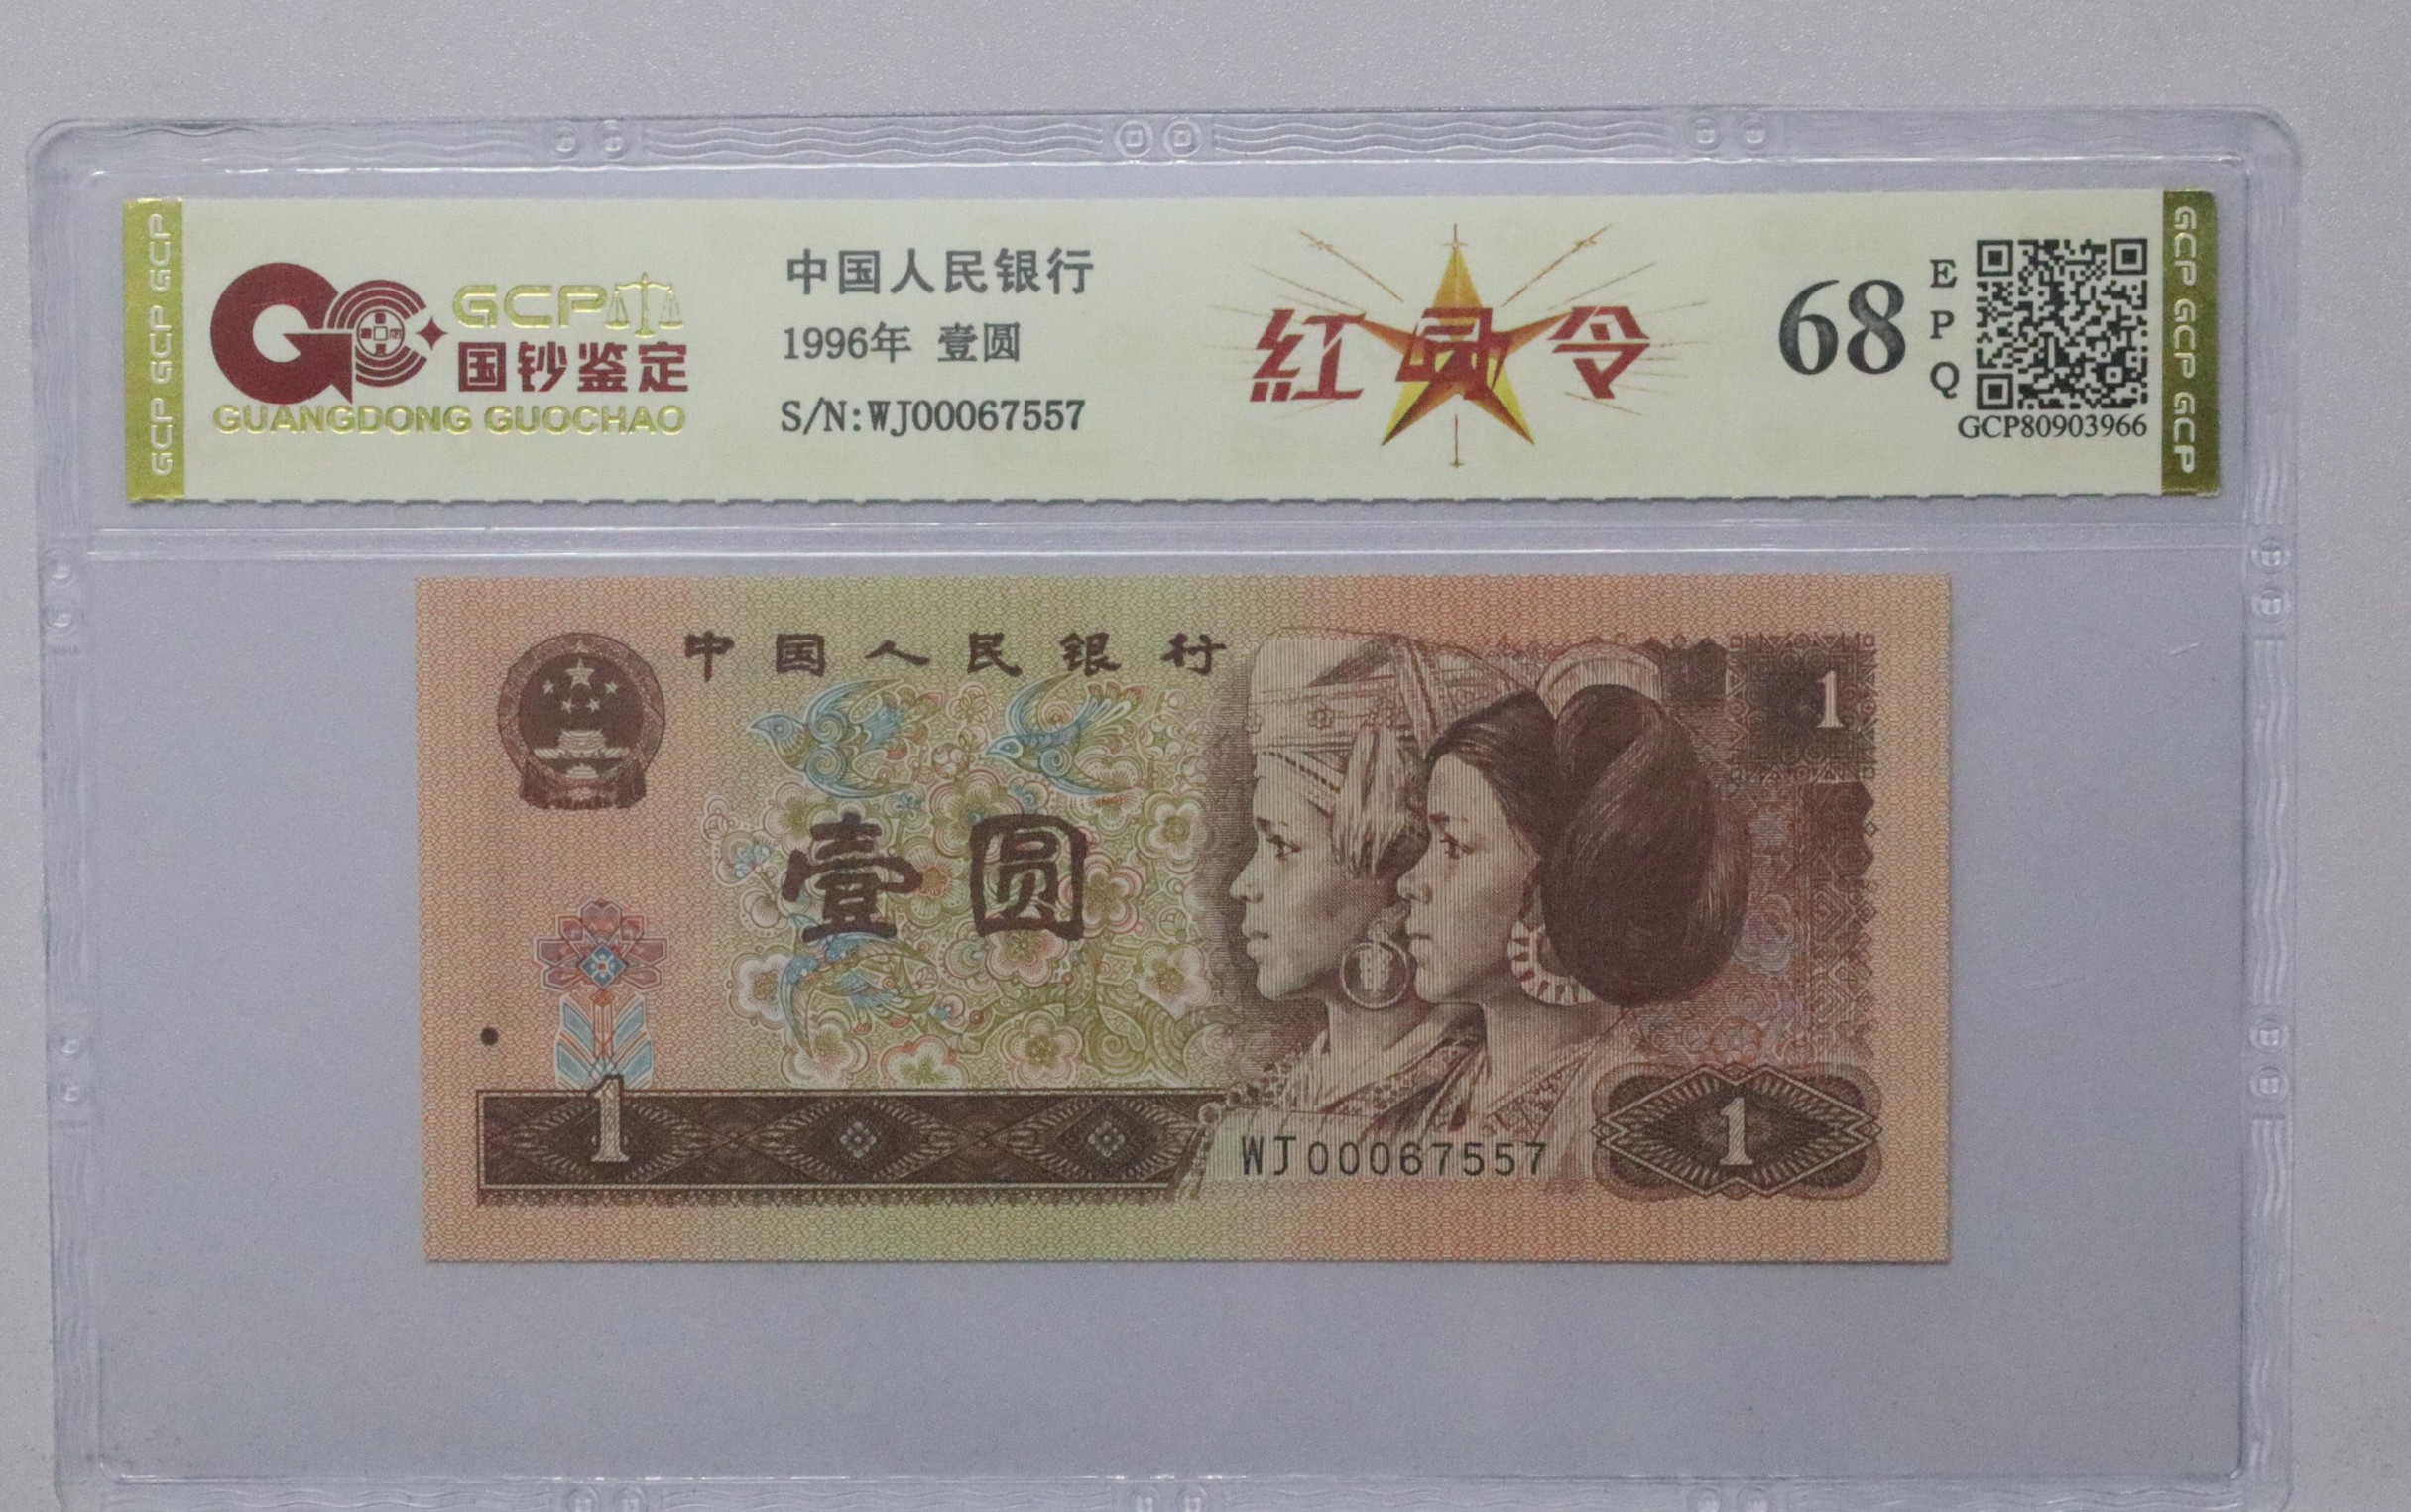 GCP
国钞鉴定
GUANGDONG GUOCHAO
中国人民银行
1996年 壹圆
S/N:WJ00067557
紅 令
68
EPQ
GCP80903966
GCP GCP GCP
GCP GCP GCP GCP
中国人民银行
1
壹圆
1
WJ00067557
1